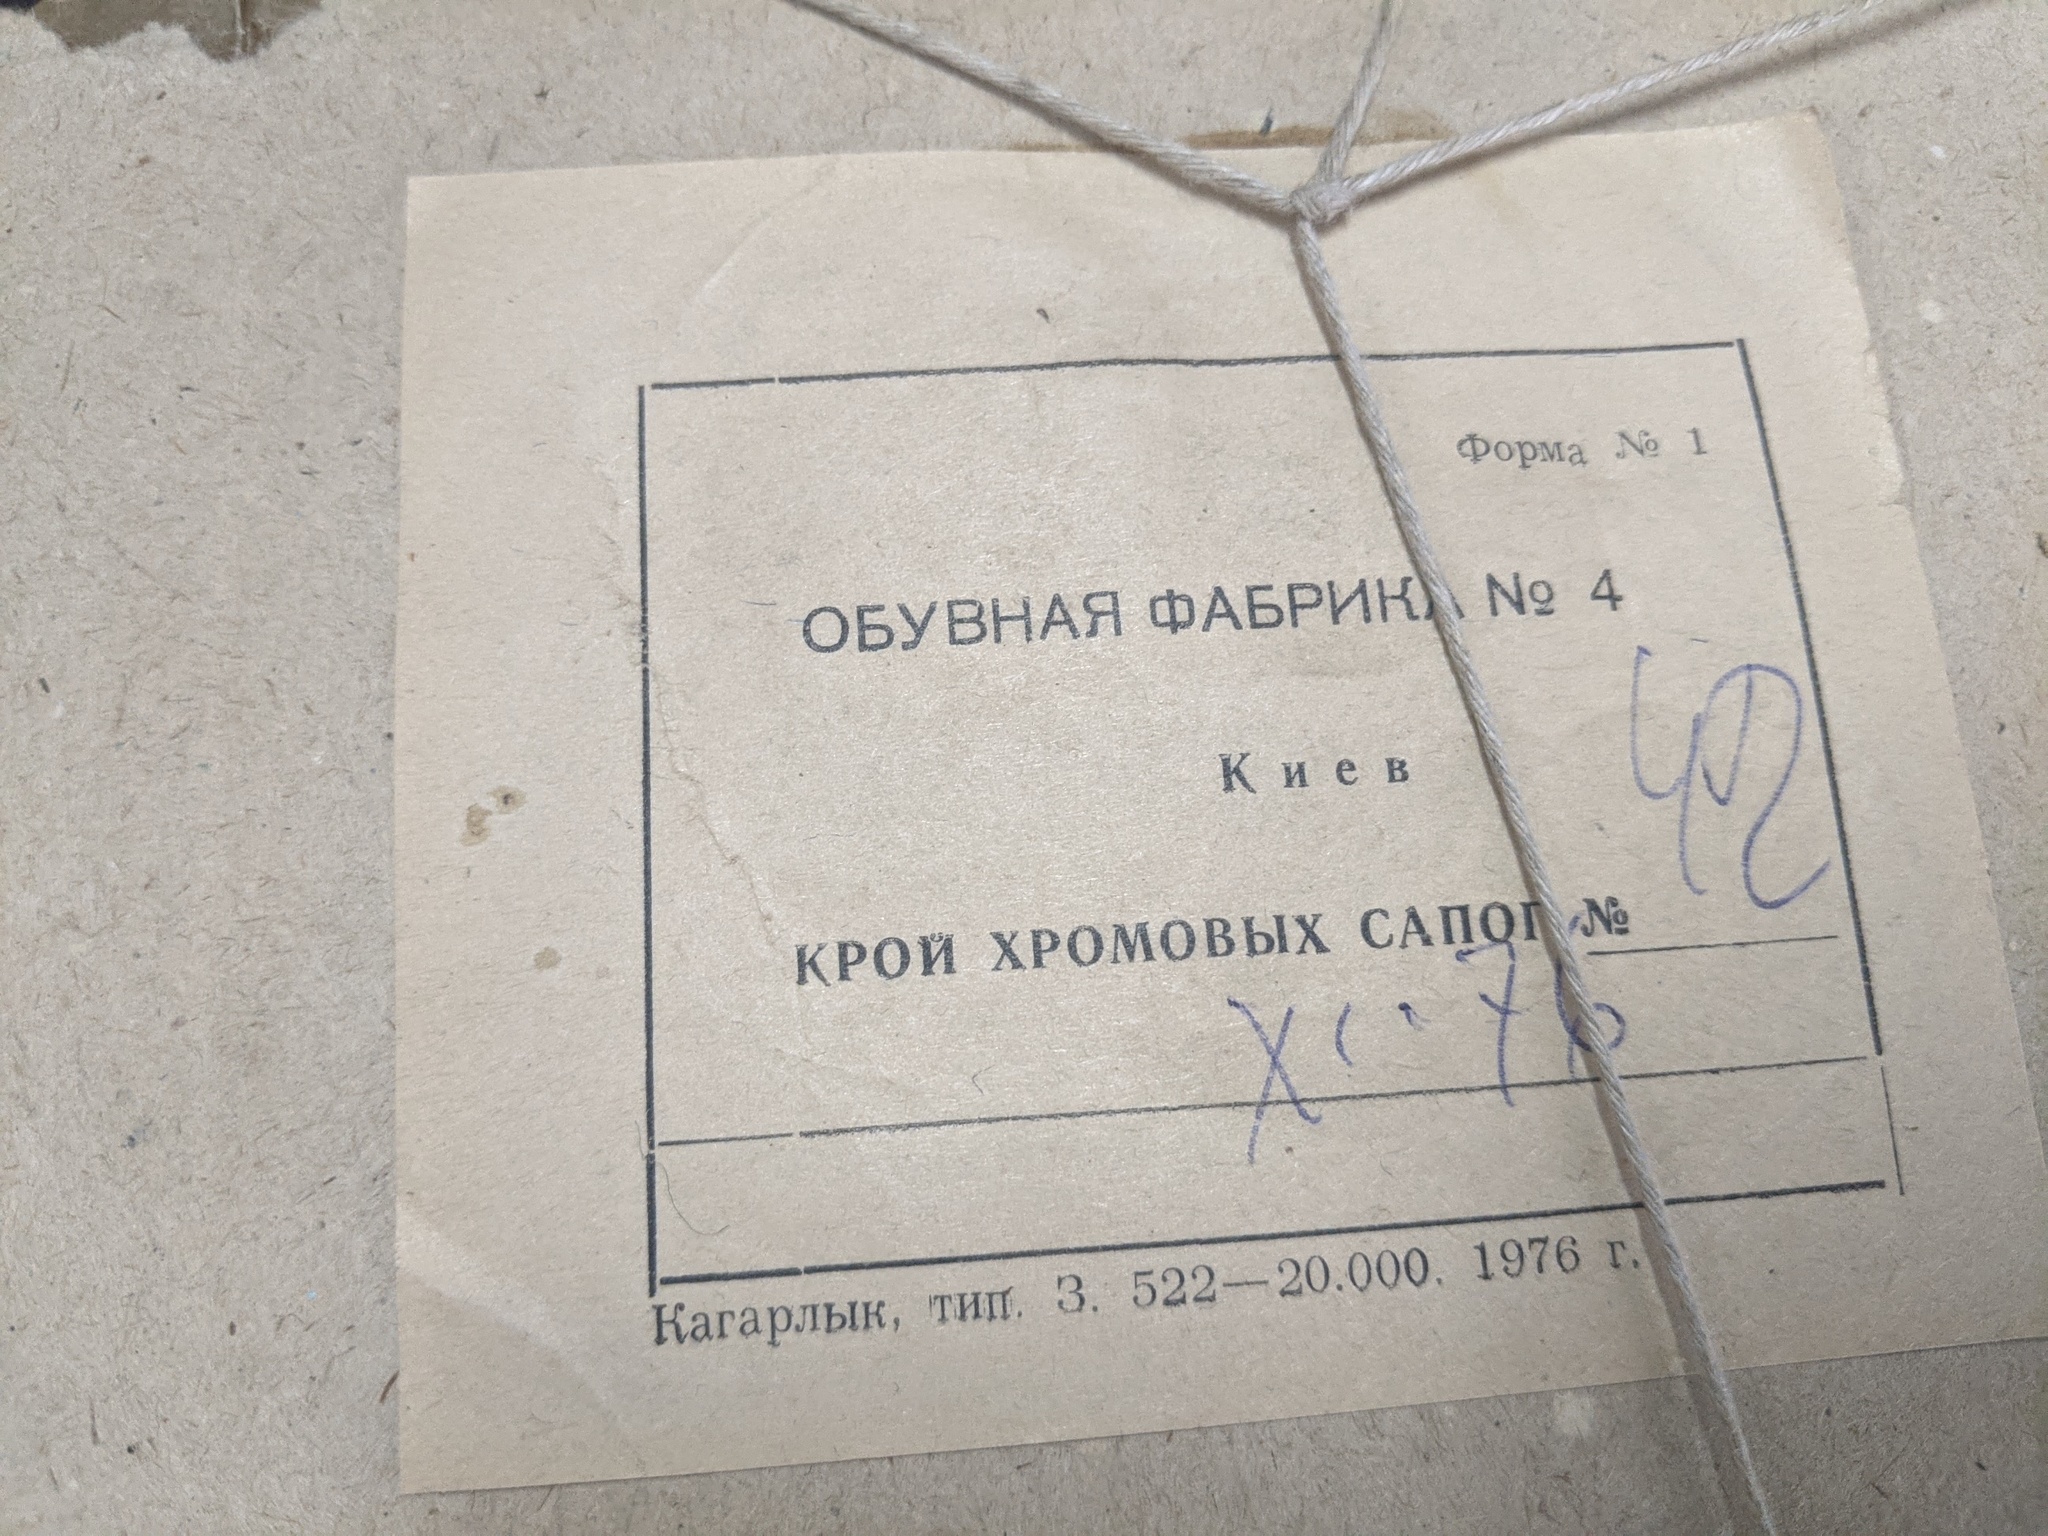 Форма № 1
ОБУВНАЯ ФАБРИКА № 4
Киев
42
КРОЙ ХРОМОВЫХ САПОГ №
76
Кагарлык, тип. З. 522—20.000. 1976 г.